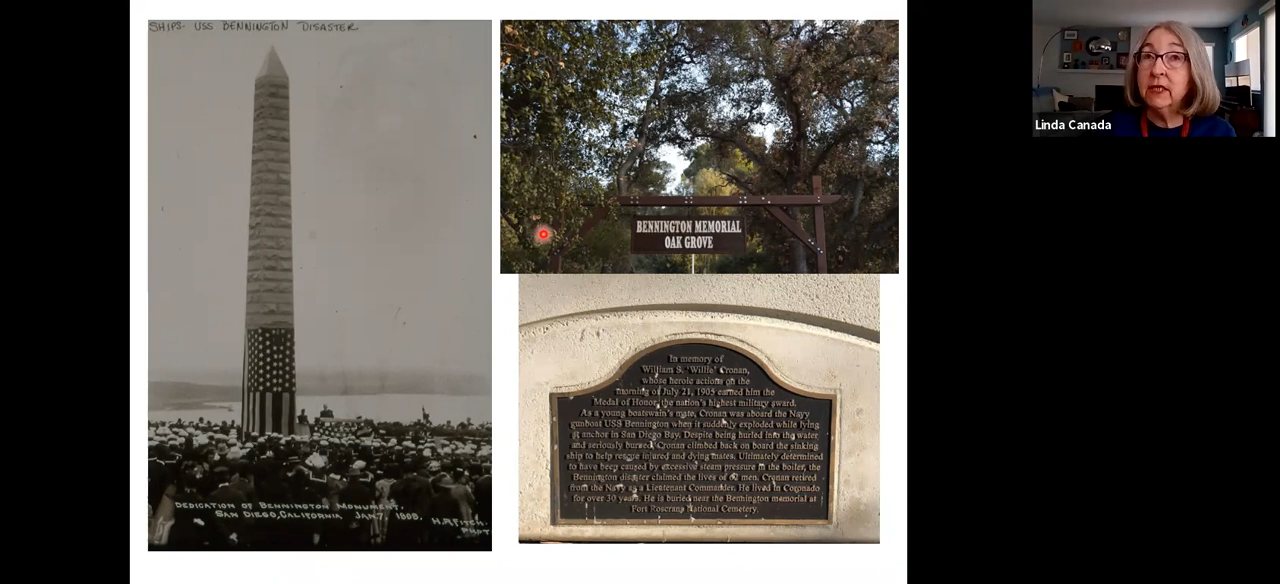 SHIPS- USS BENNINGTON DISASTER
DEDICATION OF BENNINGTON MONUMENT.
SAN DIEGO, CALIFORNIA JAN 7, 1908.
H.R. FITCH.
PHOT
BENNINGTON MEMORIAL
OAK GROVE
In memory of
William S. 'Willie' Cronan,
whose heroic actions on the
morning of July 21, 1905 earned him the
Medal of Honor, the nation's highest military award.
As a young boatswain's mate, Cronan was aboard the Navy
gunboat USS Bennington when it suddenly exploded while lying
at anchor in San Diego Bay. Despite being hurled into the water
and seriously burned, Cronan climbed back on board the sinking
ship to help rescue injured and dying mates. Ultimately determined
to have been caused by excessive steam pressure in the boiler, the
Bennington disaster claimed the lives of men. Cronan retired
from the Navy as a Lieutenant Commander. He lived in Coronado
for over 30 years. He is buried near the Bennington memorial at
Fort Rosecrans National Cemetery.
Linda Canada